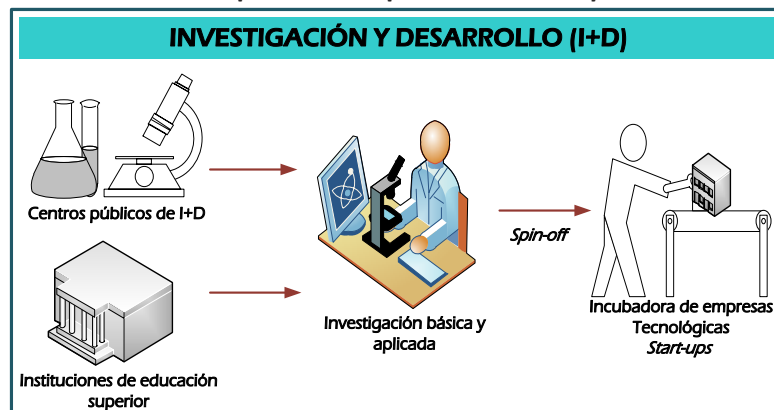 INVESTIGACIÓN Y DESARROLLO (I+D)
Centros públicos de I+D
Spin-off
Investigación básica y
aplicada
Incubadora de empresas
Tecnológicas
Start-ups
Instituciones de educación
superior